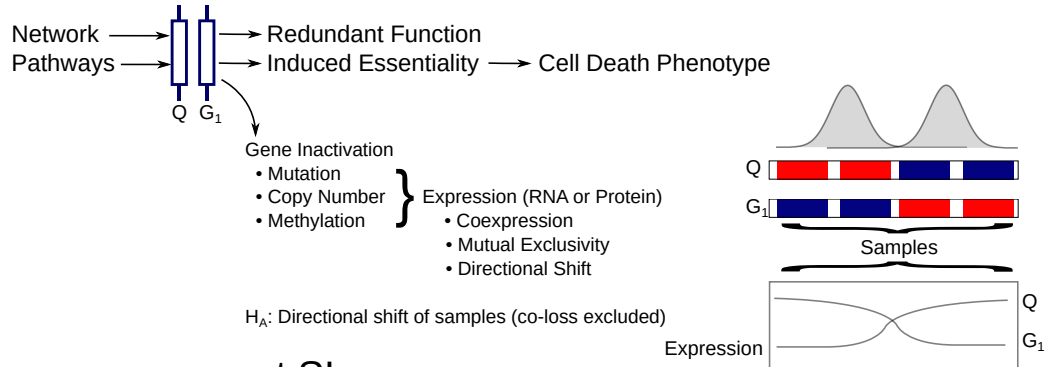 Network
Pathways
Redundant Function
Induced Essentiality
Cell Death Phenotype
Q G₁
Gene Inactivation
• Mutation
• Copy Number
• Methylation
Expression (RNA or Protein)
• Coexpression
• Mutual Exclusivity
• Directional Shift
H_A: Directional shift of samples (co-loss excluded)
Q
G₁
Samples
Q
G₁
Expression